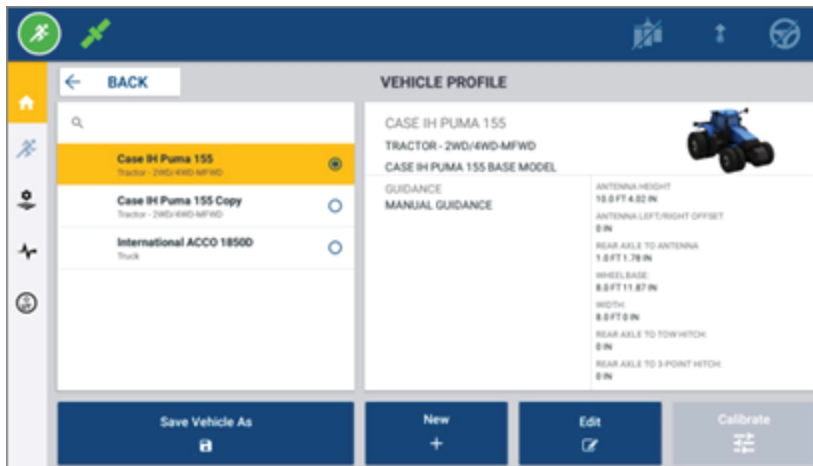 BACK
VEHICLE PROFILE
Case IH Puma 155
Tractor - 2WD/4WD-MFWD
Case IH Puma 155 Copy
Tractor - 2WD/4WD-MFWD
International ACCO 1850D
Truck
CASE IH PUMA 155
TRACTOR - 2WD/4WD-MFWD
CASE IH PUMA 155 BASE MODEL
GUIDANCE
MANUAL GUIDANCE
ANTENNA HEIGHT
10.0 FT 4.02 IN
ANTENNA LEFT/RIGHT OFFSET
0 IN
REAR AXLE TO ANTENNA
1.0 FT 1.78 IN
WHEELBASE:
8.0 FT 11.87 IN
WIDTH:
8.0 FT 0 IN
REAR AXLE TO TOW HITCH:
0 IN
REAR AXLE TO 3-POINT HITCH:
0 IN
Save Vehicle As
New
Edit
Calibrate